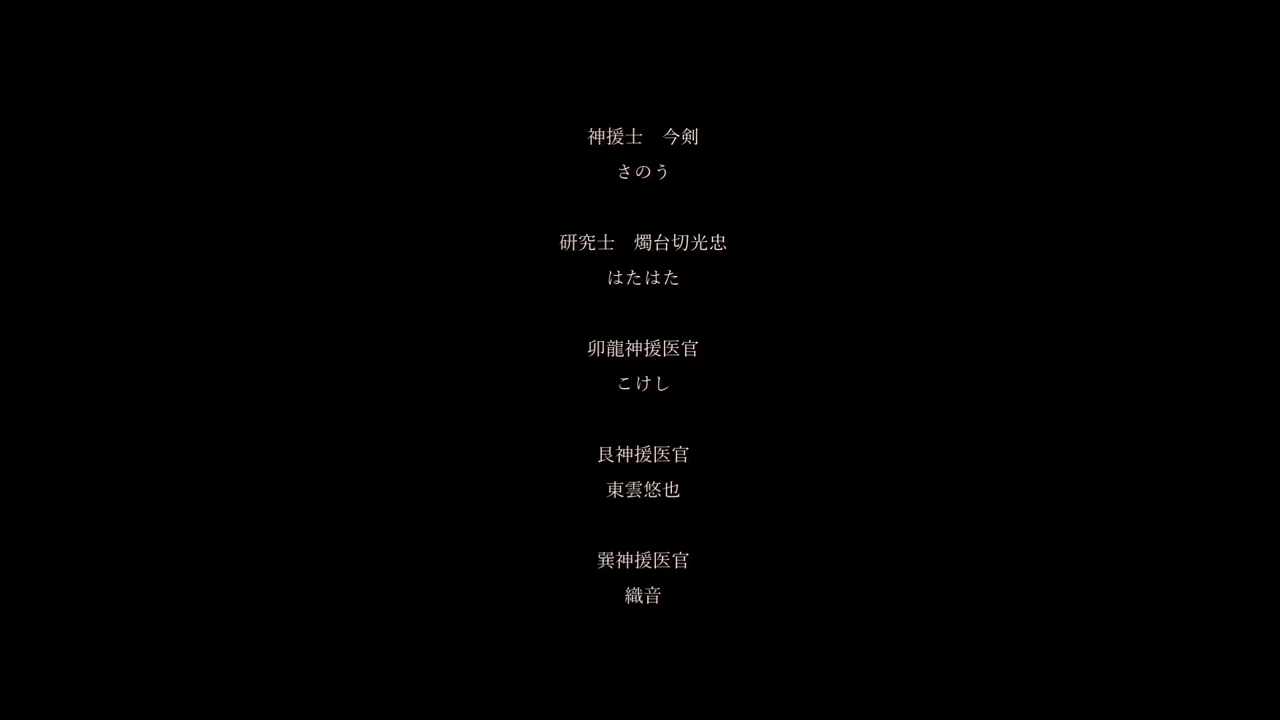 神援士　今剣
さのう
研究士　燭台切光忠
はたはた
卯龍神援医官
こけし
艮神援医官
東雲悠也
巽神援医官
織音